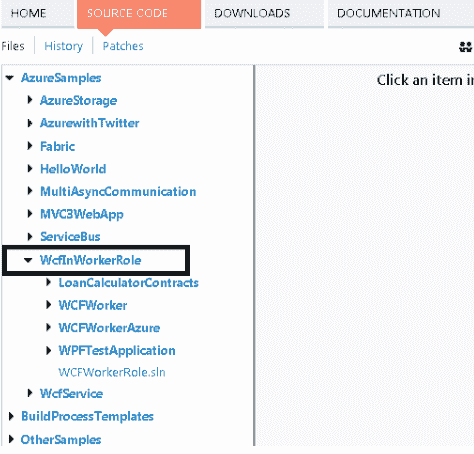 HOME SOURCE CODE DOWNLOADS DOCUMENTATION
Files History Patches
AzureSamples
AzureStorage
AzurewithTwitter
Fabric
HelloWorld
MultiAsyncCommunication
MVC3WebApp
ServiceBus
WcfInWorkerRole
LoanCalculatorContracts
WCFWorker
WCFWorkerAzure
WPFTestApplication
WCFWorkerRole.sln
WcfService
BuildProcessTemplates
OtherSamples
Click an item in